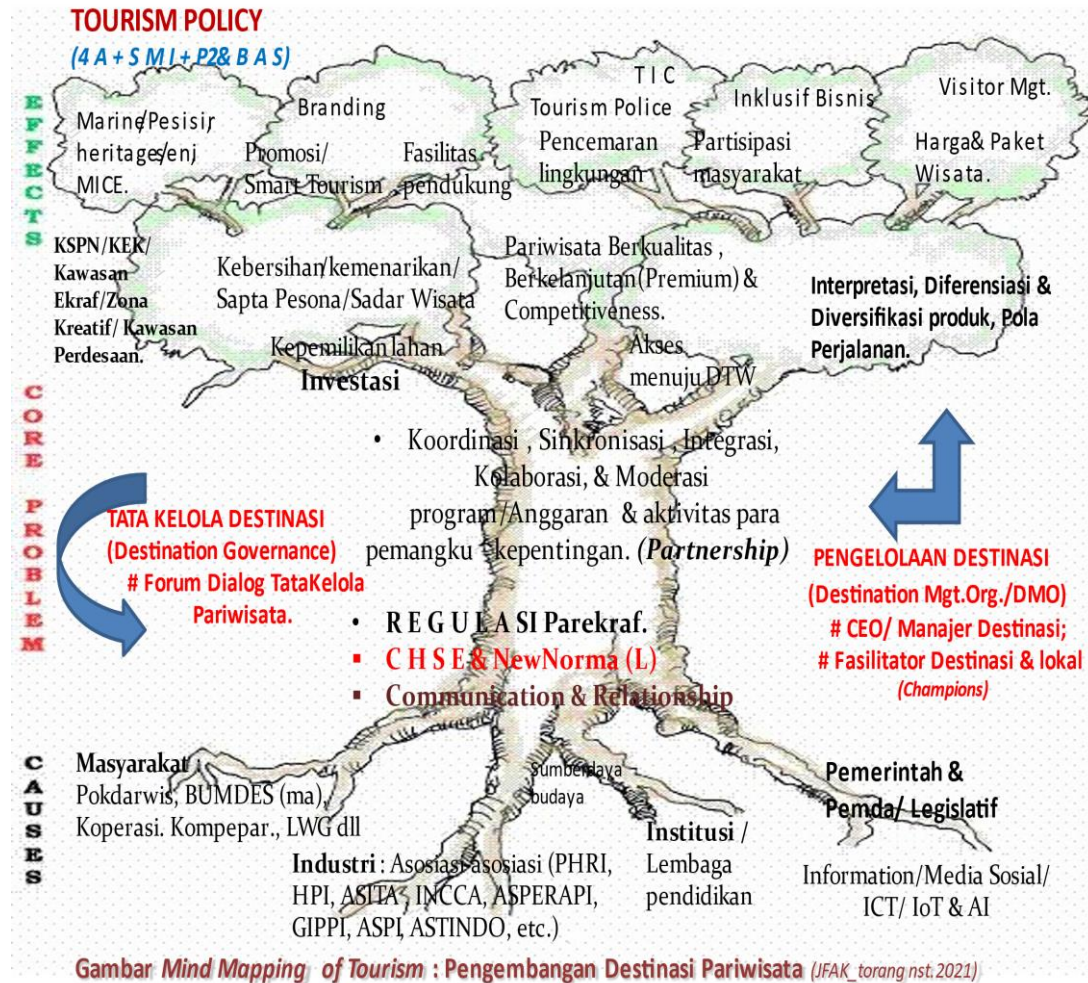 TOURISM POLICY
(4 A + S M I + P2& B A S)
EFFECTS
Marine/Pesisir,
heritages/enj,
MICE.
Branding
Promosi/
Smart Tourism
Fasilitas
pendukung
T I C
Tourism Police
Pencemaran
lingkungan
Inklusif Bisnis
Partisipasi
masyarakat
Visitor Mgt.
Harga& Paket
Wisata.
KSPN/KEK/
Kawasan
Ekraf/Zona
Kreatif/ Kawasan
Perdesaan.
Kebersihan/kemenarikan/
Sapta Pesona/Sadar Wisata
Kepemilikan lahan
Investasi
Pariwisata Berkualitas ,
Berkelanjutan(Premium) &
Competitiveness.
Akses
menuju DTW
Interpretasi, Diferensiasi &
Diversifikasi produk, Pola
Perjalanan.
CORE PROBLEM
• Koordinasi , Sinkronisasi , Integrasi,
Kolaborasi, & Moderasi
program/Anggaran & aktivitas para
pemangku kepentingan. (Partnership)
TATA KELOLA DESTINASI
(Destination Governance)
# Forum Dialog TataKelola
Pariwisata.
PENGELOLAAN DESTINASI
(Destination Mgt.Org./DMO)
# CEO/ Manajer Destinasi;
# Fasilitator Destinasi & lokal
(Champions)
• R E G U L A SI Parekraf.
▪ C H S E & NewNorma (L)
▪ Communication & Relationship
CAUSES
Masyarakat :
Pokdarwis, BUMDES (ma),
Koperasi. Kompepar., LWG dll
Industri : Asosiasi-asosiasi (PHRI,
HPI, ASITA, INCCA, ASPERAPI,
GIPPI, ASPI, ASTINDO, etc.)
Sumberdaya
budaya
Institusi /
Lembaga
pendidikan
Pemerintah &
Pemda/ Legislatif
Information/Media Sosial/
ICT/ IoT & AI
Gambar Mind Mapping of Tourism : Pengembangan Destinasi Pariwisata (JFAK_torang nst. 2021)